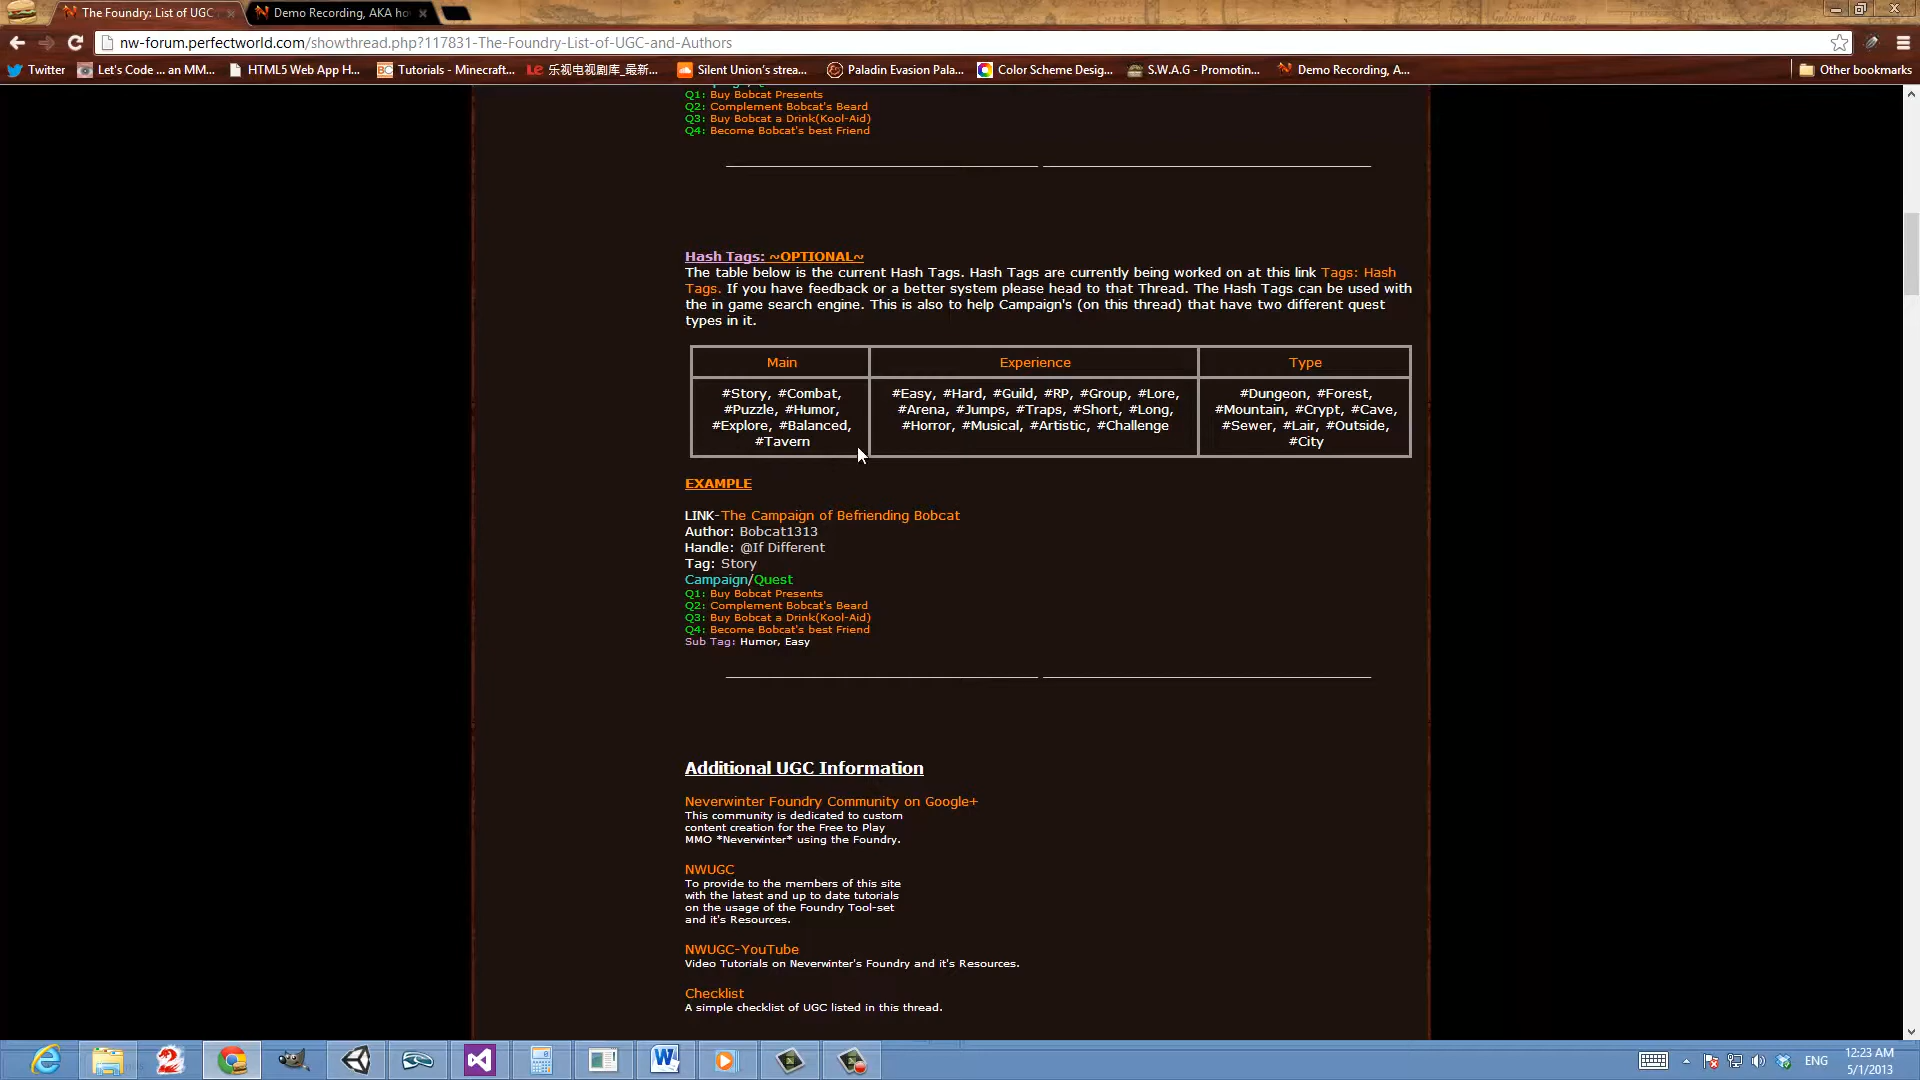 The Foundry: List of UGC
Demo Recording, AKA ho
nw-forum.perfectworld.com/showthread.php?117831-The-Foundry-List-of-UGC-and-Authors
Twitter
Let's Code ... an MM...
HTML5 Web App H...
Tutorials - Minecraft...
乐视电视剧库_最新...
Silent Union's strea...
Paladin Evasion Pala...
Color Scheme Desig...
S.W.A.G - Promotin...
Demo Recording, A...
Other bookmarks
Q1: Buy Bobcat Presents
Q2: Complement Bobcat's Beard
Q3: Buy Bobcat a Drink(Kool-Aid)
Q4: Become Bobcat's best Friend
Hash Tags: ~OPTIONAL~
The table below is the current Hash Tags. Hash Tags are currently being worked on at this link Tags: Hash
Tags. If you have feedback or a better system please head to that Thread. The Hash Tags can be used with
the in game search engine. This is also to help Campaign's (on this thread) that have two different quest
types in it.
Main
Experience
Type
#Story, #Combat,
#Puzzle, #Humor,
#Explore, #Balanced,
#Tavern
#Easy, #Hard, #Guild, #RP, #Group, #Lore,
#Arena, #Jumps, #Traps, #Short, #Long,
#Horror, #Musical, #Artistic, #Challenge
#Dungeon, #Forest,
#Mountain, #Crypt, #Cave,
#Sewer, #Lair, #Outside,
#City
EXAMPLE
LINK-The Campaign of Befriending Bobcat
Author: Bobcat1313
Handle: @If Different
Tag: Story
Campaign/Quest
Q1: Buy Bobcat Presents
Q2: Complement Bobcat's Beard
Q3: Buy Bobcat a Drink(Kool-Aid)
Q4: Become Bobcat's best Friend
Sub Tag: Humor, Easy
Additional UGC Information
Neverwinter Foundry Community on Google+
This community is dedicated to custom
content creation for the Free to Play
MMO *Neverwinter* using the Foundry.
NWUGC
To provide to the members of this site
with the latest and up to date tutorials
on the usage of the Foundry Tool-set
and it's Resources.
NWUGC-YouTube
Video Tutorials on Neverwinter's Foundry and it's Resources.
Checklist
A simple checklist of UGC listed in this thread.
ENG
12:23 AM
5/1/2013